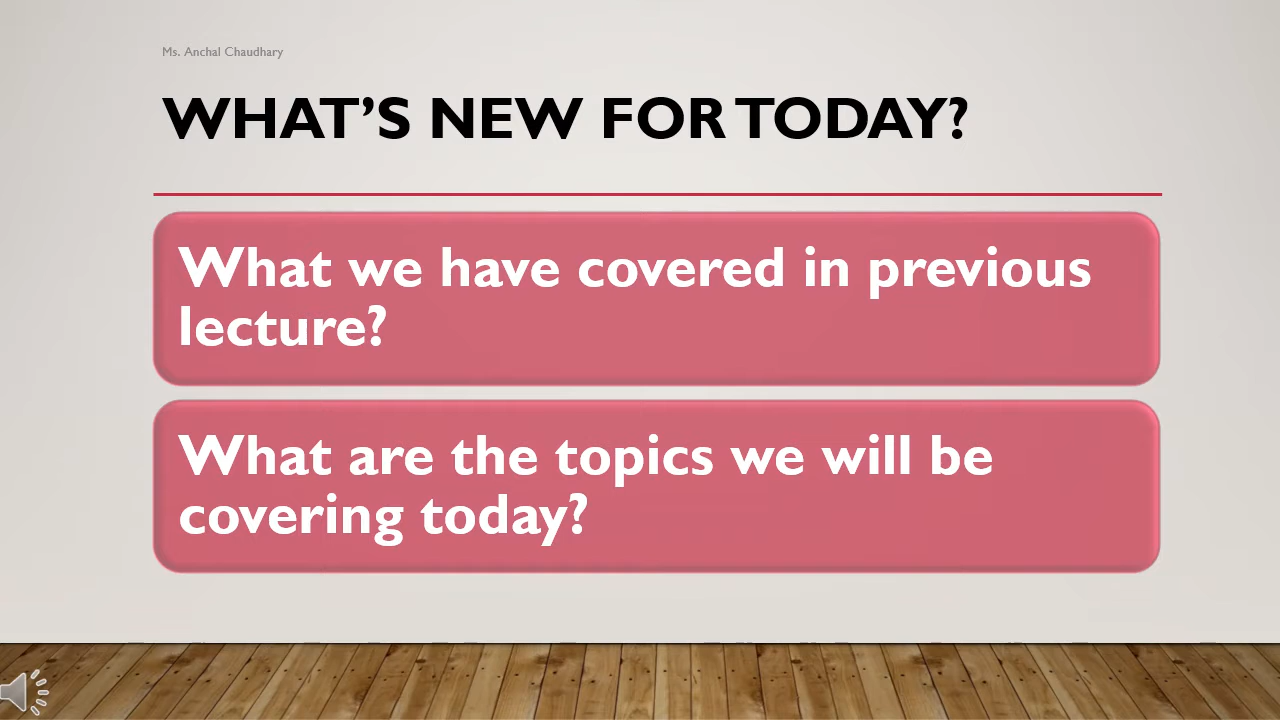 Ms. Anchal Chaudhary
WHAT’S NEW FOR TODAY?
What we have covered in previous
lecture?
What are the topics we will be
covering today?